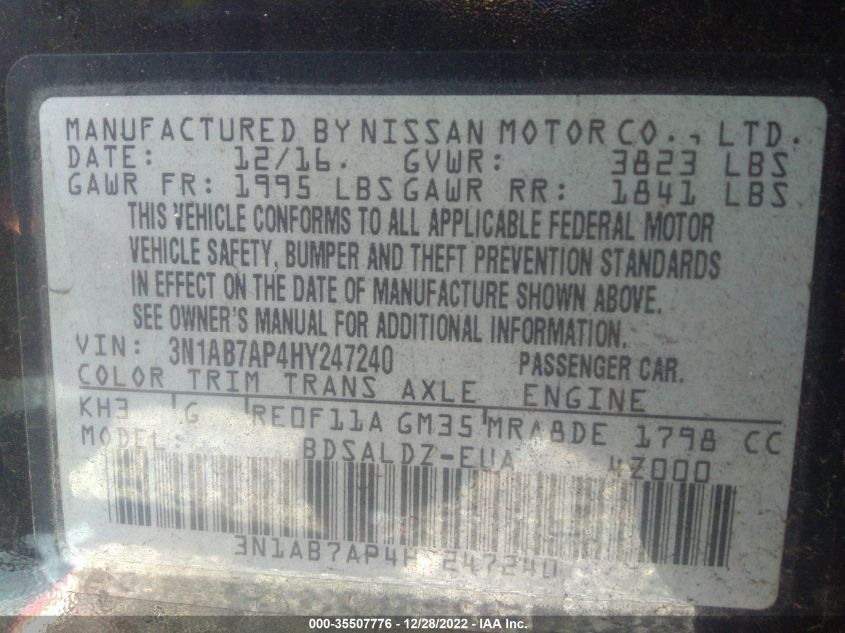 MANUFACTURED BY NISSAN MOTOR CO., LTD.
DATE: 12/16. GVWR: 3823 LBS
GAWR FR: 1995 LBS GAWR RR: 1841 LBS
THIS VEHICLE CONFORMS TO ALL APPLICABLE FEDERAL MOTOR
VEHICLE SAFETY, BUMPER AND THEFT PREVENTION STANDARDS
IN EFFECT ON THE DATE OF MANUFACTURE SHOWN ABOVE.
SEE OWNER'S MANUAL FOR ADDITIONAL INFORMATION.
VIN: 3N1AB7AP4HY247240 PASSENGER CAR.
COLOR TRIM TRANS AXLE ENGINE
KH3 G RE0F11A GM35 MRA8DE 1798 CC
MODEL: BDSALDZ-EUA 4Z000
3N1AB7AP4H 247240
000-35507776 - 12/28/2022 - IAA Inc.